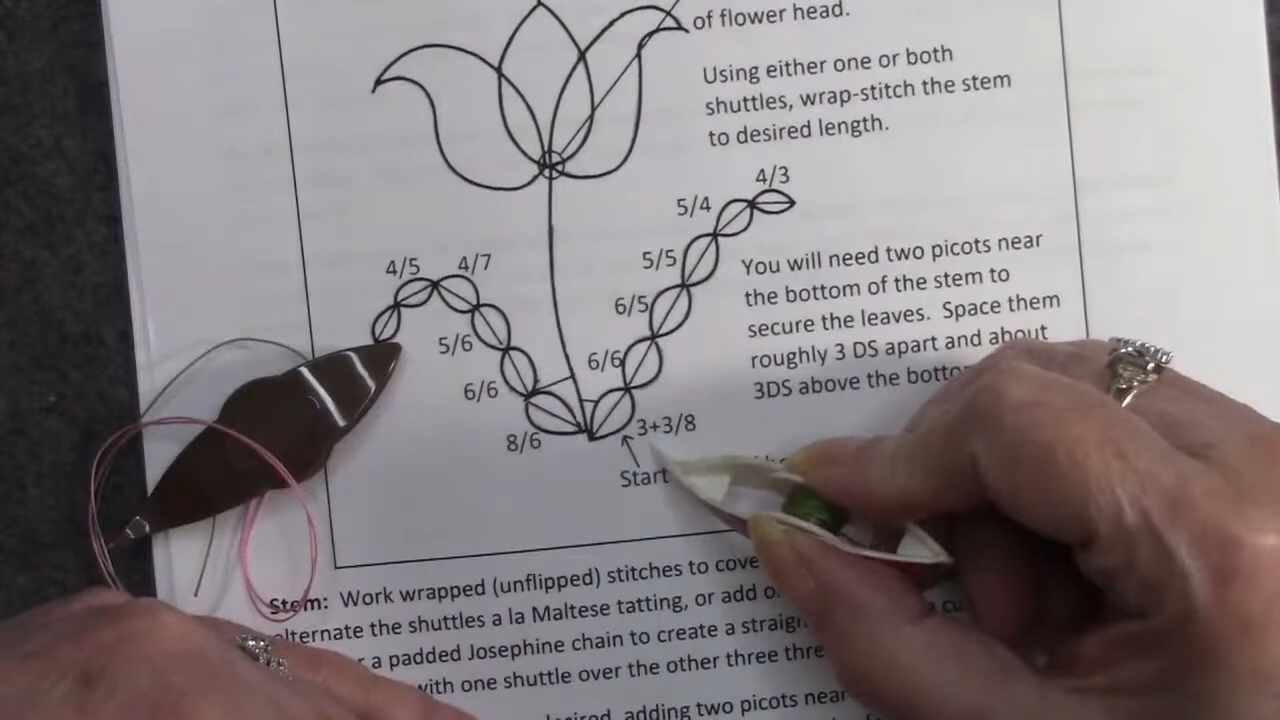 of flower head.
Using either one or both
shuttles, wrap-stitch the stem
to desired length.
4/3
5/4
5/5
6/5
6/6
3+3/8
Start
4/5 4/7
5/6
6/6
8/6
You will need two picots near
the bottom of the stem to
secure the leaves. Space them
roughly 3 DS apart and about
3DS above the
Stem: Work wrapped (unflipped) stitches to
alternate the shuttles a la Maltese tatting, or add
a padded Josephine chain to create a
with one shuttle over the other three
adding two picots near